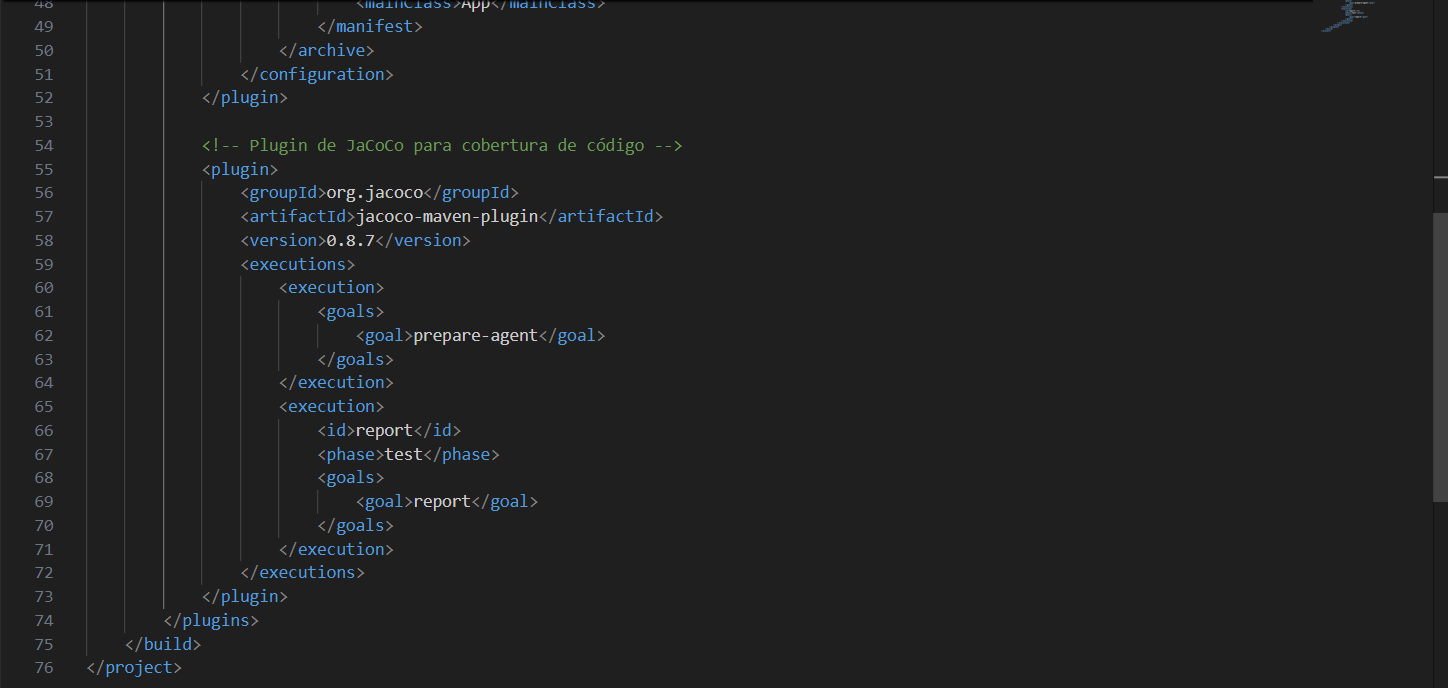 48 <mainClass>App</mainClass>
49 </manifest>
50 </archive>
51 </configuration>
52 </plugin>
53
54 <!-- Plugin de JaCoCo para cobertura de código -->
55 <plugin>
56 <groupId>org.jacoco</groupId>
57 <artifactId>jacoco-maven-plugin</artifactId>
58 <version>0.8.7</version>
59 <executions>
60 <execution>
61 <goals>
62 <goal>prepare-agent</goal>
63 </goals>
64 </execution>
65 <execution>
66 <id>report</id>
67 <phase>test</phase>
68 <goals>
69 <goal>report</goal>
70 </goals>
71 </execution>
72 </executions>
73 </plugin>
74 </plugins>
75 </build>
76 </project>